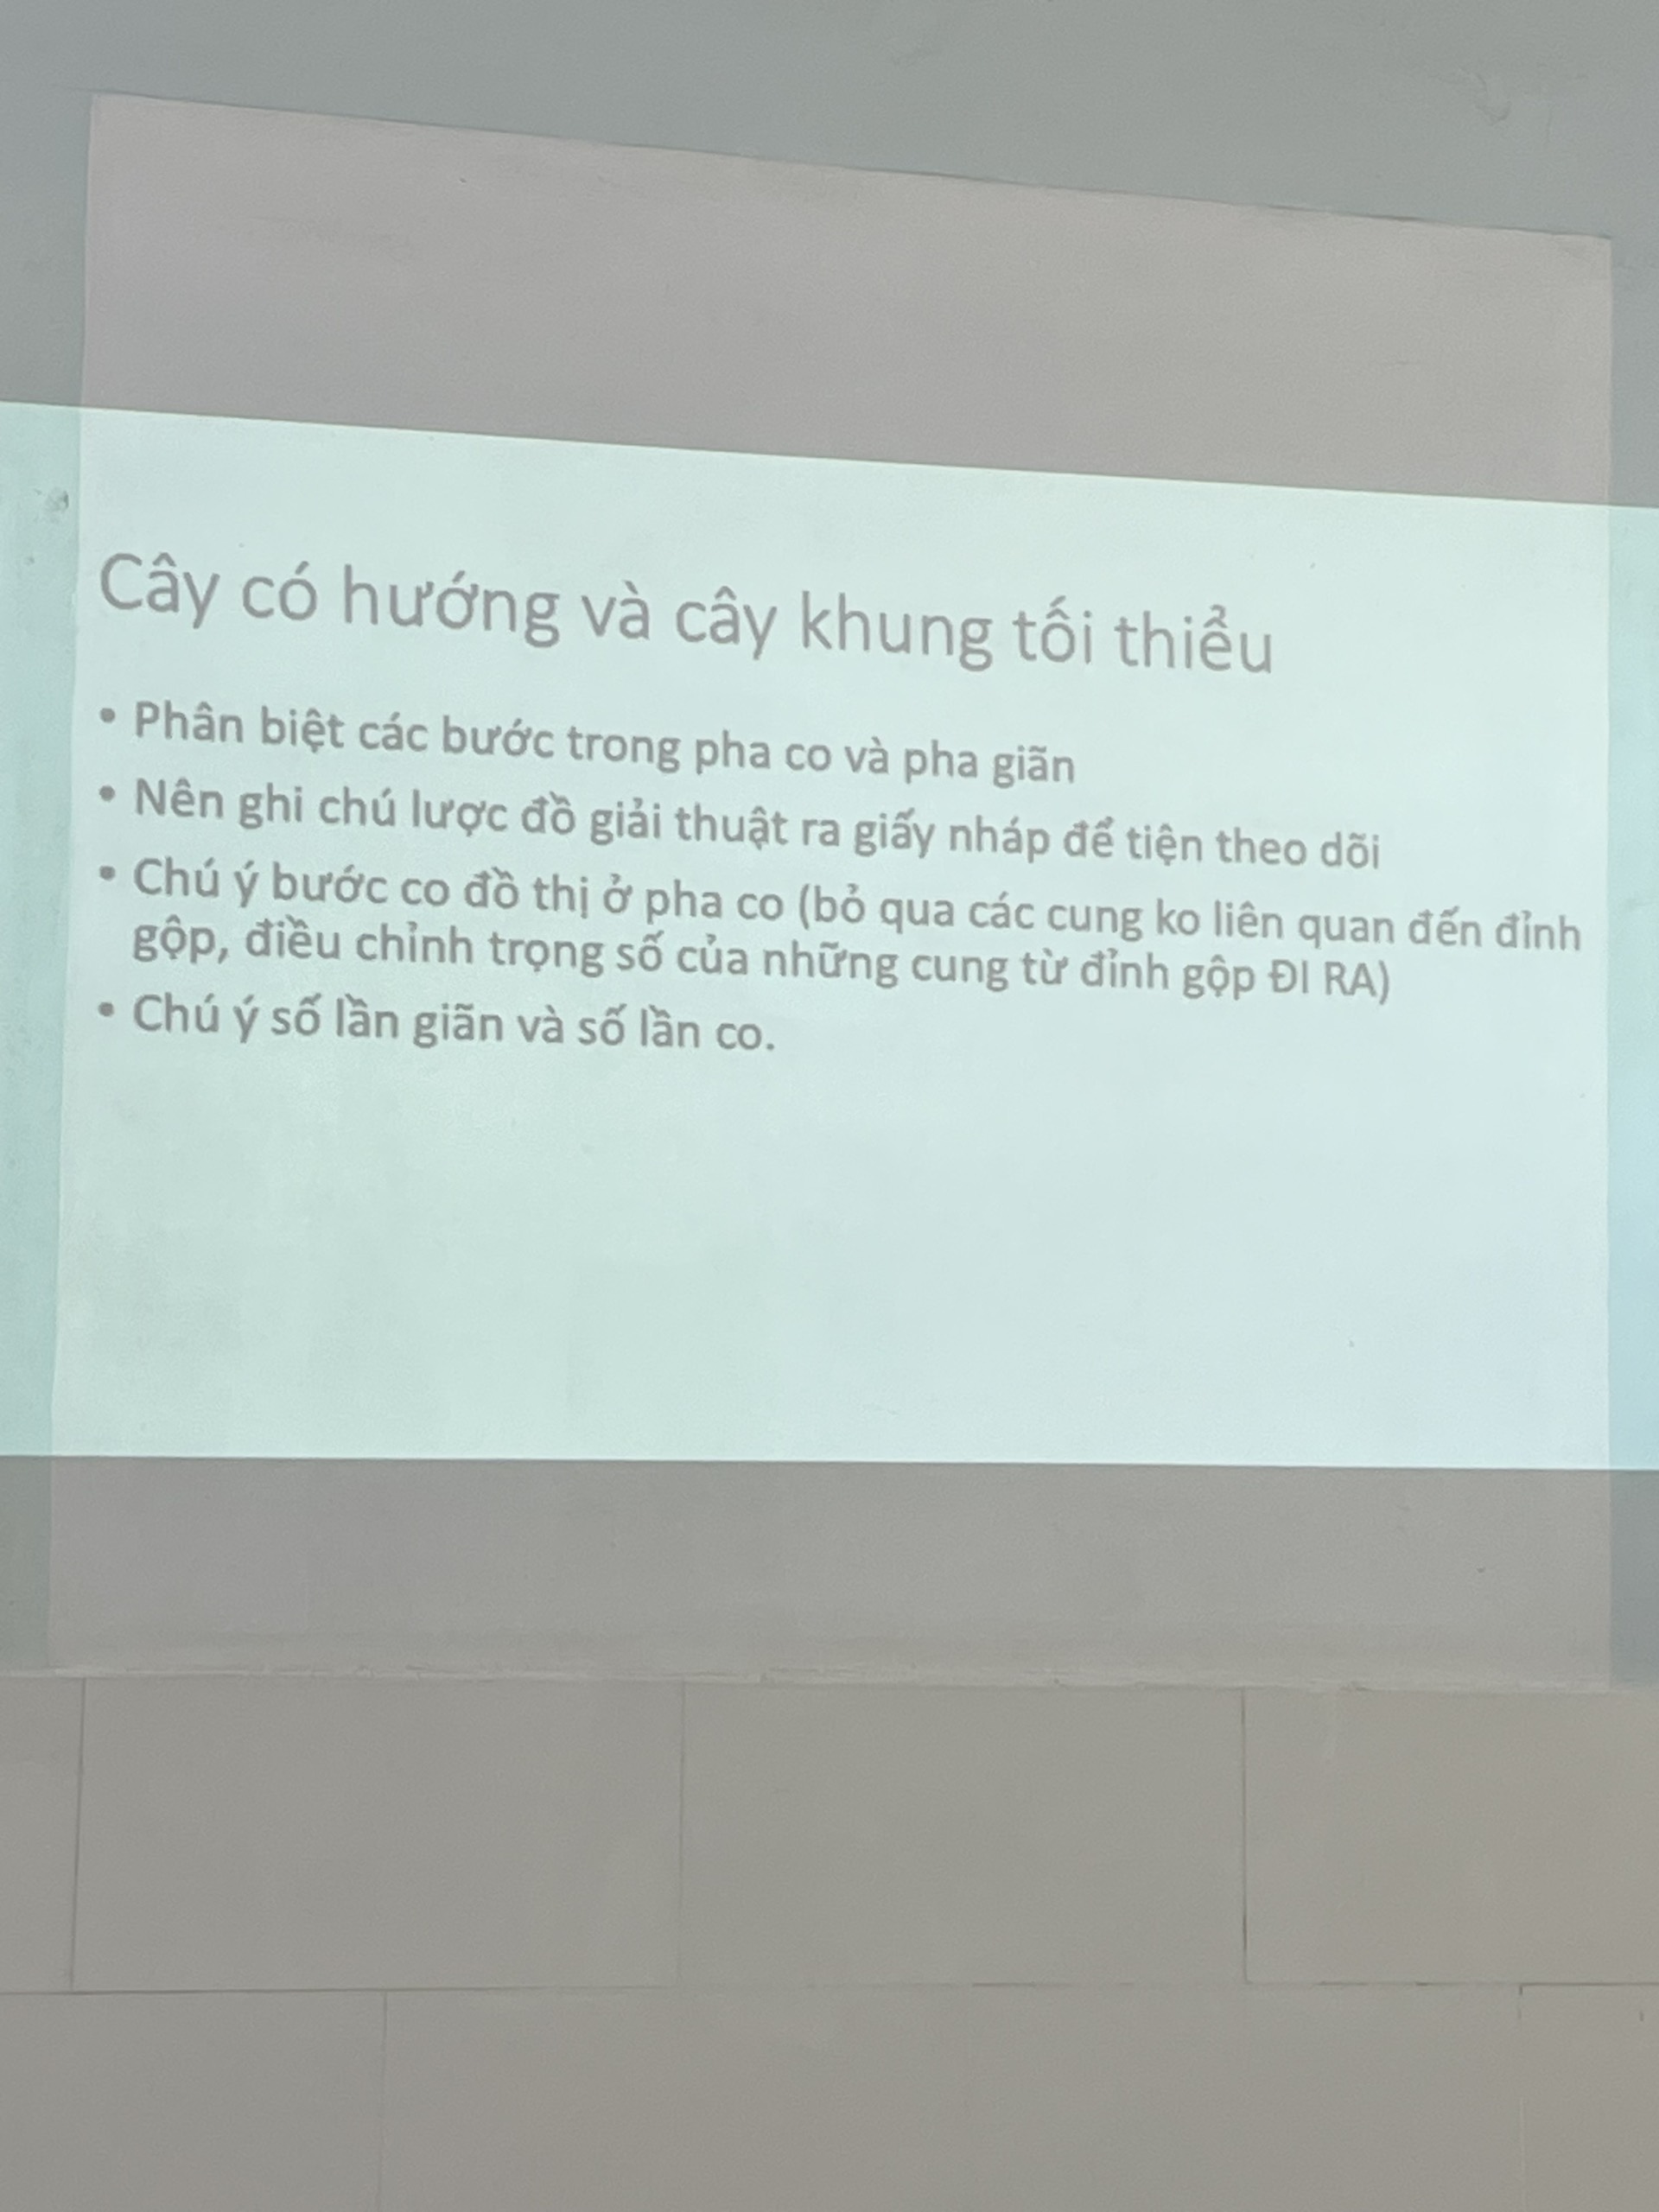 Cây có hướng và cây khung tối thiểu
• Phân biệt các bước trong pha co và pha giãn
• Nên ghi chú lược đồ giải thuật ra giấy nháp để tiện theo dõi
• Chú ý bước co đồ thị ở pha co (bỏ qua các cung ko liên quan đến đỉnh
gộp, điều chỉnh trọng số của những cung từ đỉnh gộp ĐI RA)
• Chú ý số lần giãn và số lần co.